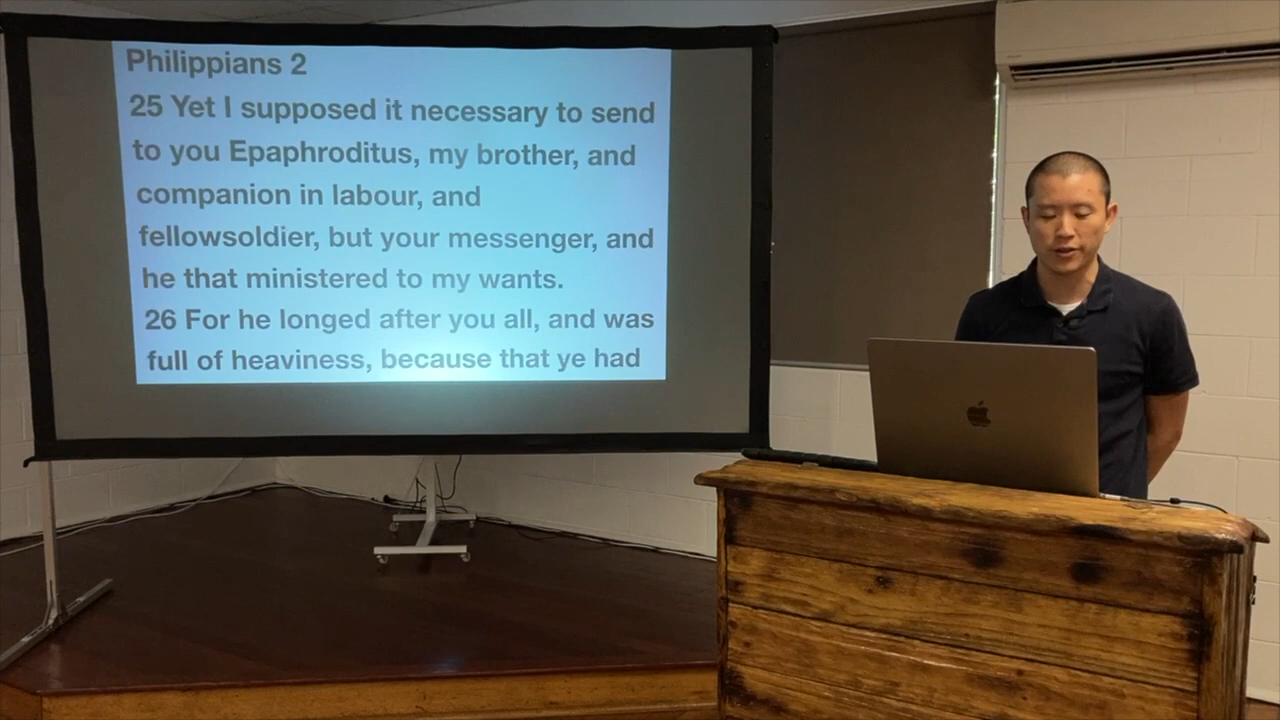 Philippians 2
25 Yet I supposed it necessary to send
to you Epaphroditus, my brother, and
companion in labour, and
fellowsoldier, but your messenger, and
he that ministered to my wants.
26 For he longed after you all, and was
full of heaviness, because that ye had